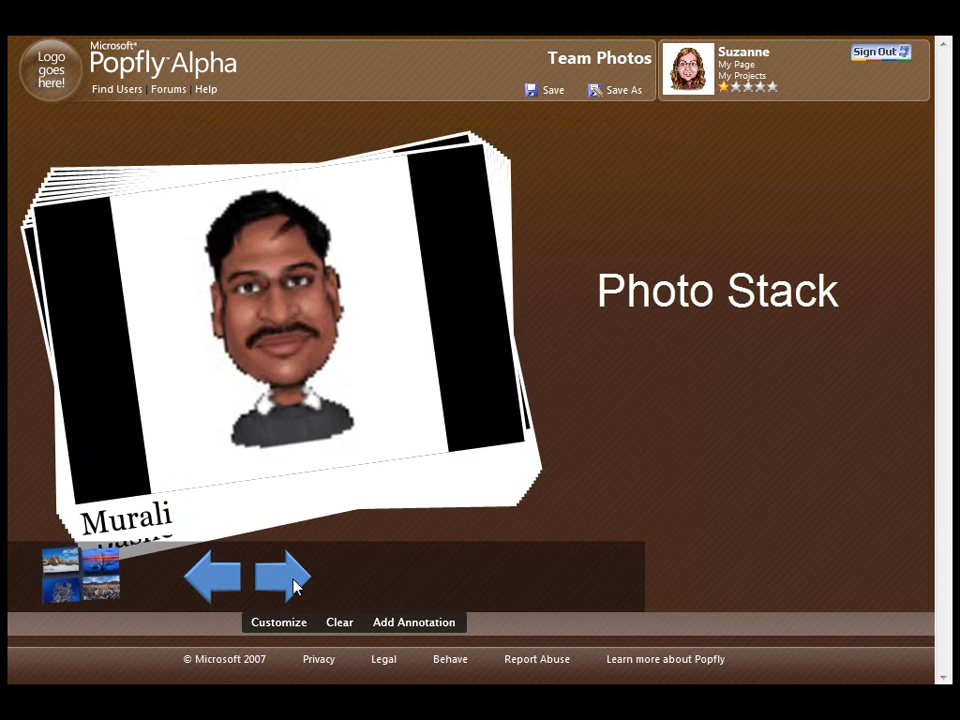 Logo
goes
here!
Microsoft®
Popfly™ Alpha
Find Users | Forums | Help
Team Photos
Save Save As
Suzanne
My Page
My Projects
Sign Out
Photo Stack
Murali
Customize Clear Add Annotation
© Microsoft 2007 Privacy Legal Behave Report Abuse Learn more about Popfly